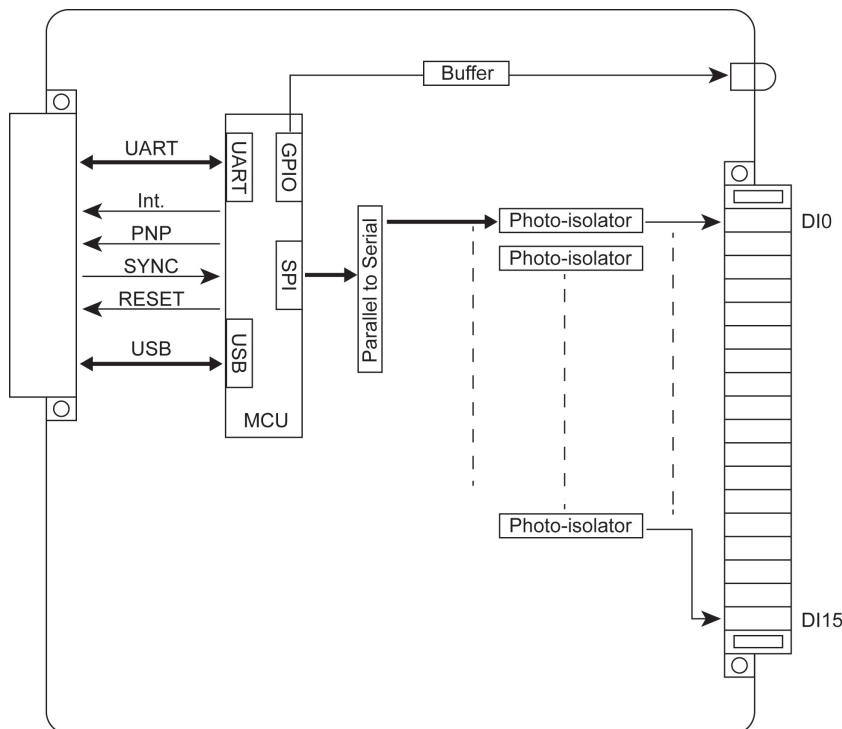 Buffer
UART
UART
GPIO
Int.
PNP
SYNC
RESET
USB
SPI
USB
MCU
Parallel to Serial
Photo-isolator
Photo-isolator
Photo-isolator
DI0
DI15